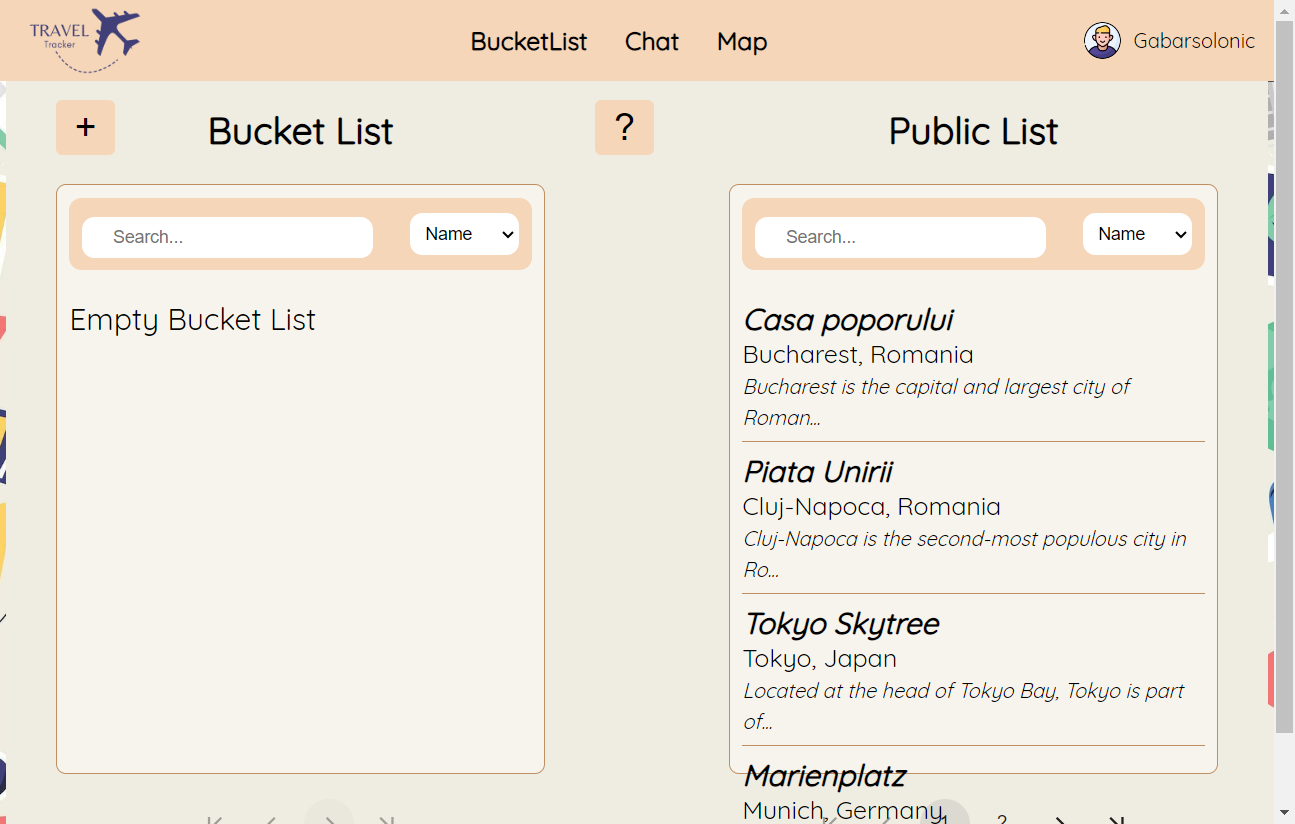 TRAVEL
Tracker
BucketList
Chat
Map
Gabarsolonic
+
Bucket List
?
Public List
Search...
Name
Search...
Name
Empty Bucket List
Casa poporului
Bucharest, Romania
Bucharest is the capital and largest city of
Roman...
Piata Unirii
Cluj-Napoca, Romania
Cluj-Napoca is the second-most populous city in
Ro...
Tokyo Skytree
Tokyo, Japan
Located at the head of Tokyo Bay, Tokyo is part
of...
Marienplatz
Munich, Germany
1
2